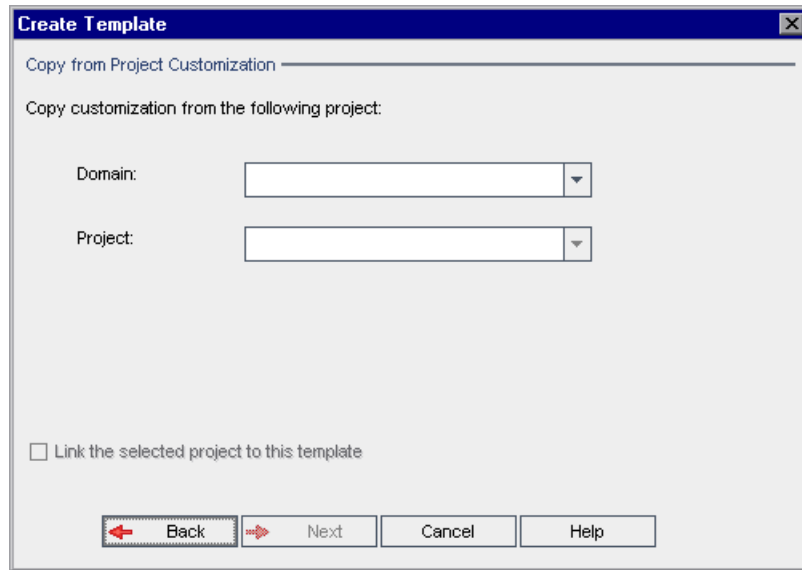 Create Template
Copy from Project Customization
Copy customization from the following project:
Domain:
Project:
Link the selected project to this template
Back Next Cancel Help